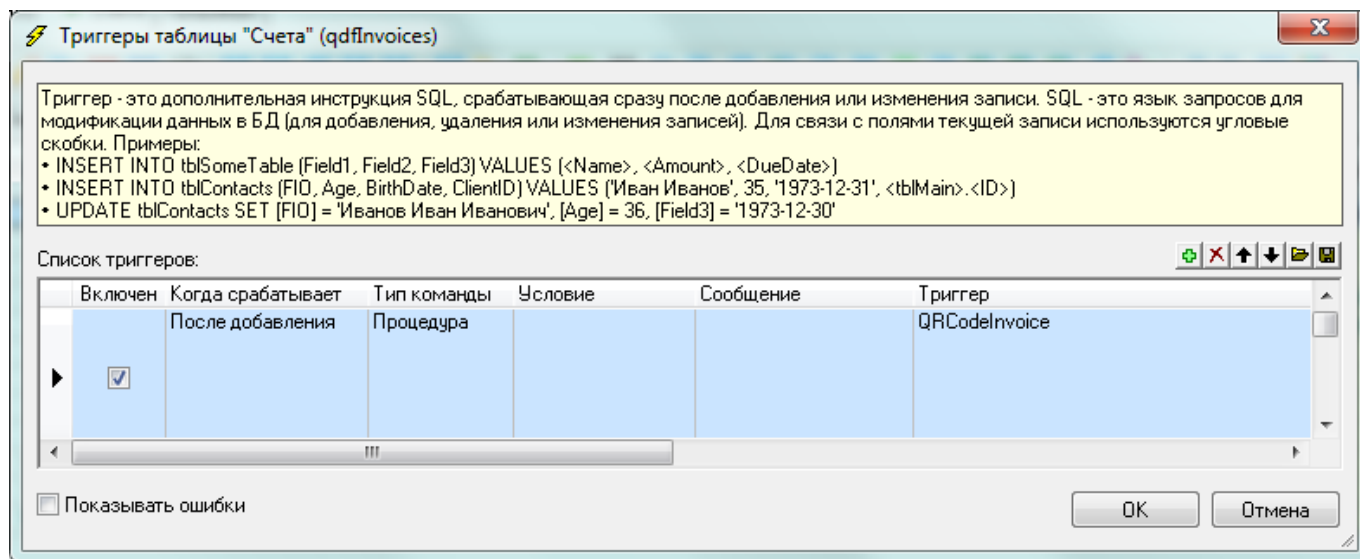 Триггеры таблицы "Счета" (qdfInvoices)
Триггер - это дополнительная инструкция SQL, срабатывающая сразу после добавления или изменения записи. SQL - это язык запросов для
модификации данных в БД (для добавления, удаления или изменения записей). Для связи с полями текущей записи используются угловые
скобки. Примеры:
• INSERT INTO tblSomeTable (Field1, Field2, Field3) VALUES (<Name>, <Amount>, <DueDate>)
• INSERT INTO tblContacts (FIO, Age, BirthDate, ClientID) VALUES ('Иван Иванов', 35, '1973-12-31', <tblMain>.<ID>)
• UPDATE tblContacts SET [FIO] = 'Иванов Иван Иванович', [Age] = 36, [Field3] = '1973-12-30'
Список триггеров:
Включен Когда срабатывает Тип команды Условие Сообщение Триггер
После добавления Процедура QRCodeInvoice
Показывать ошибки
OK Отмена